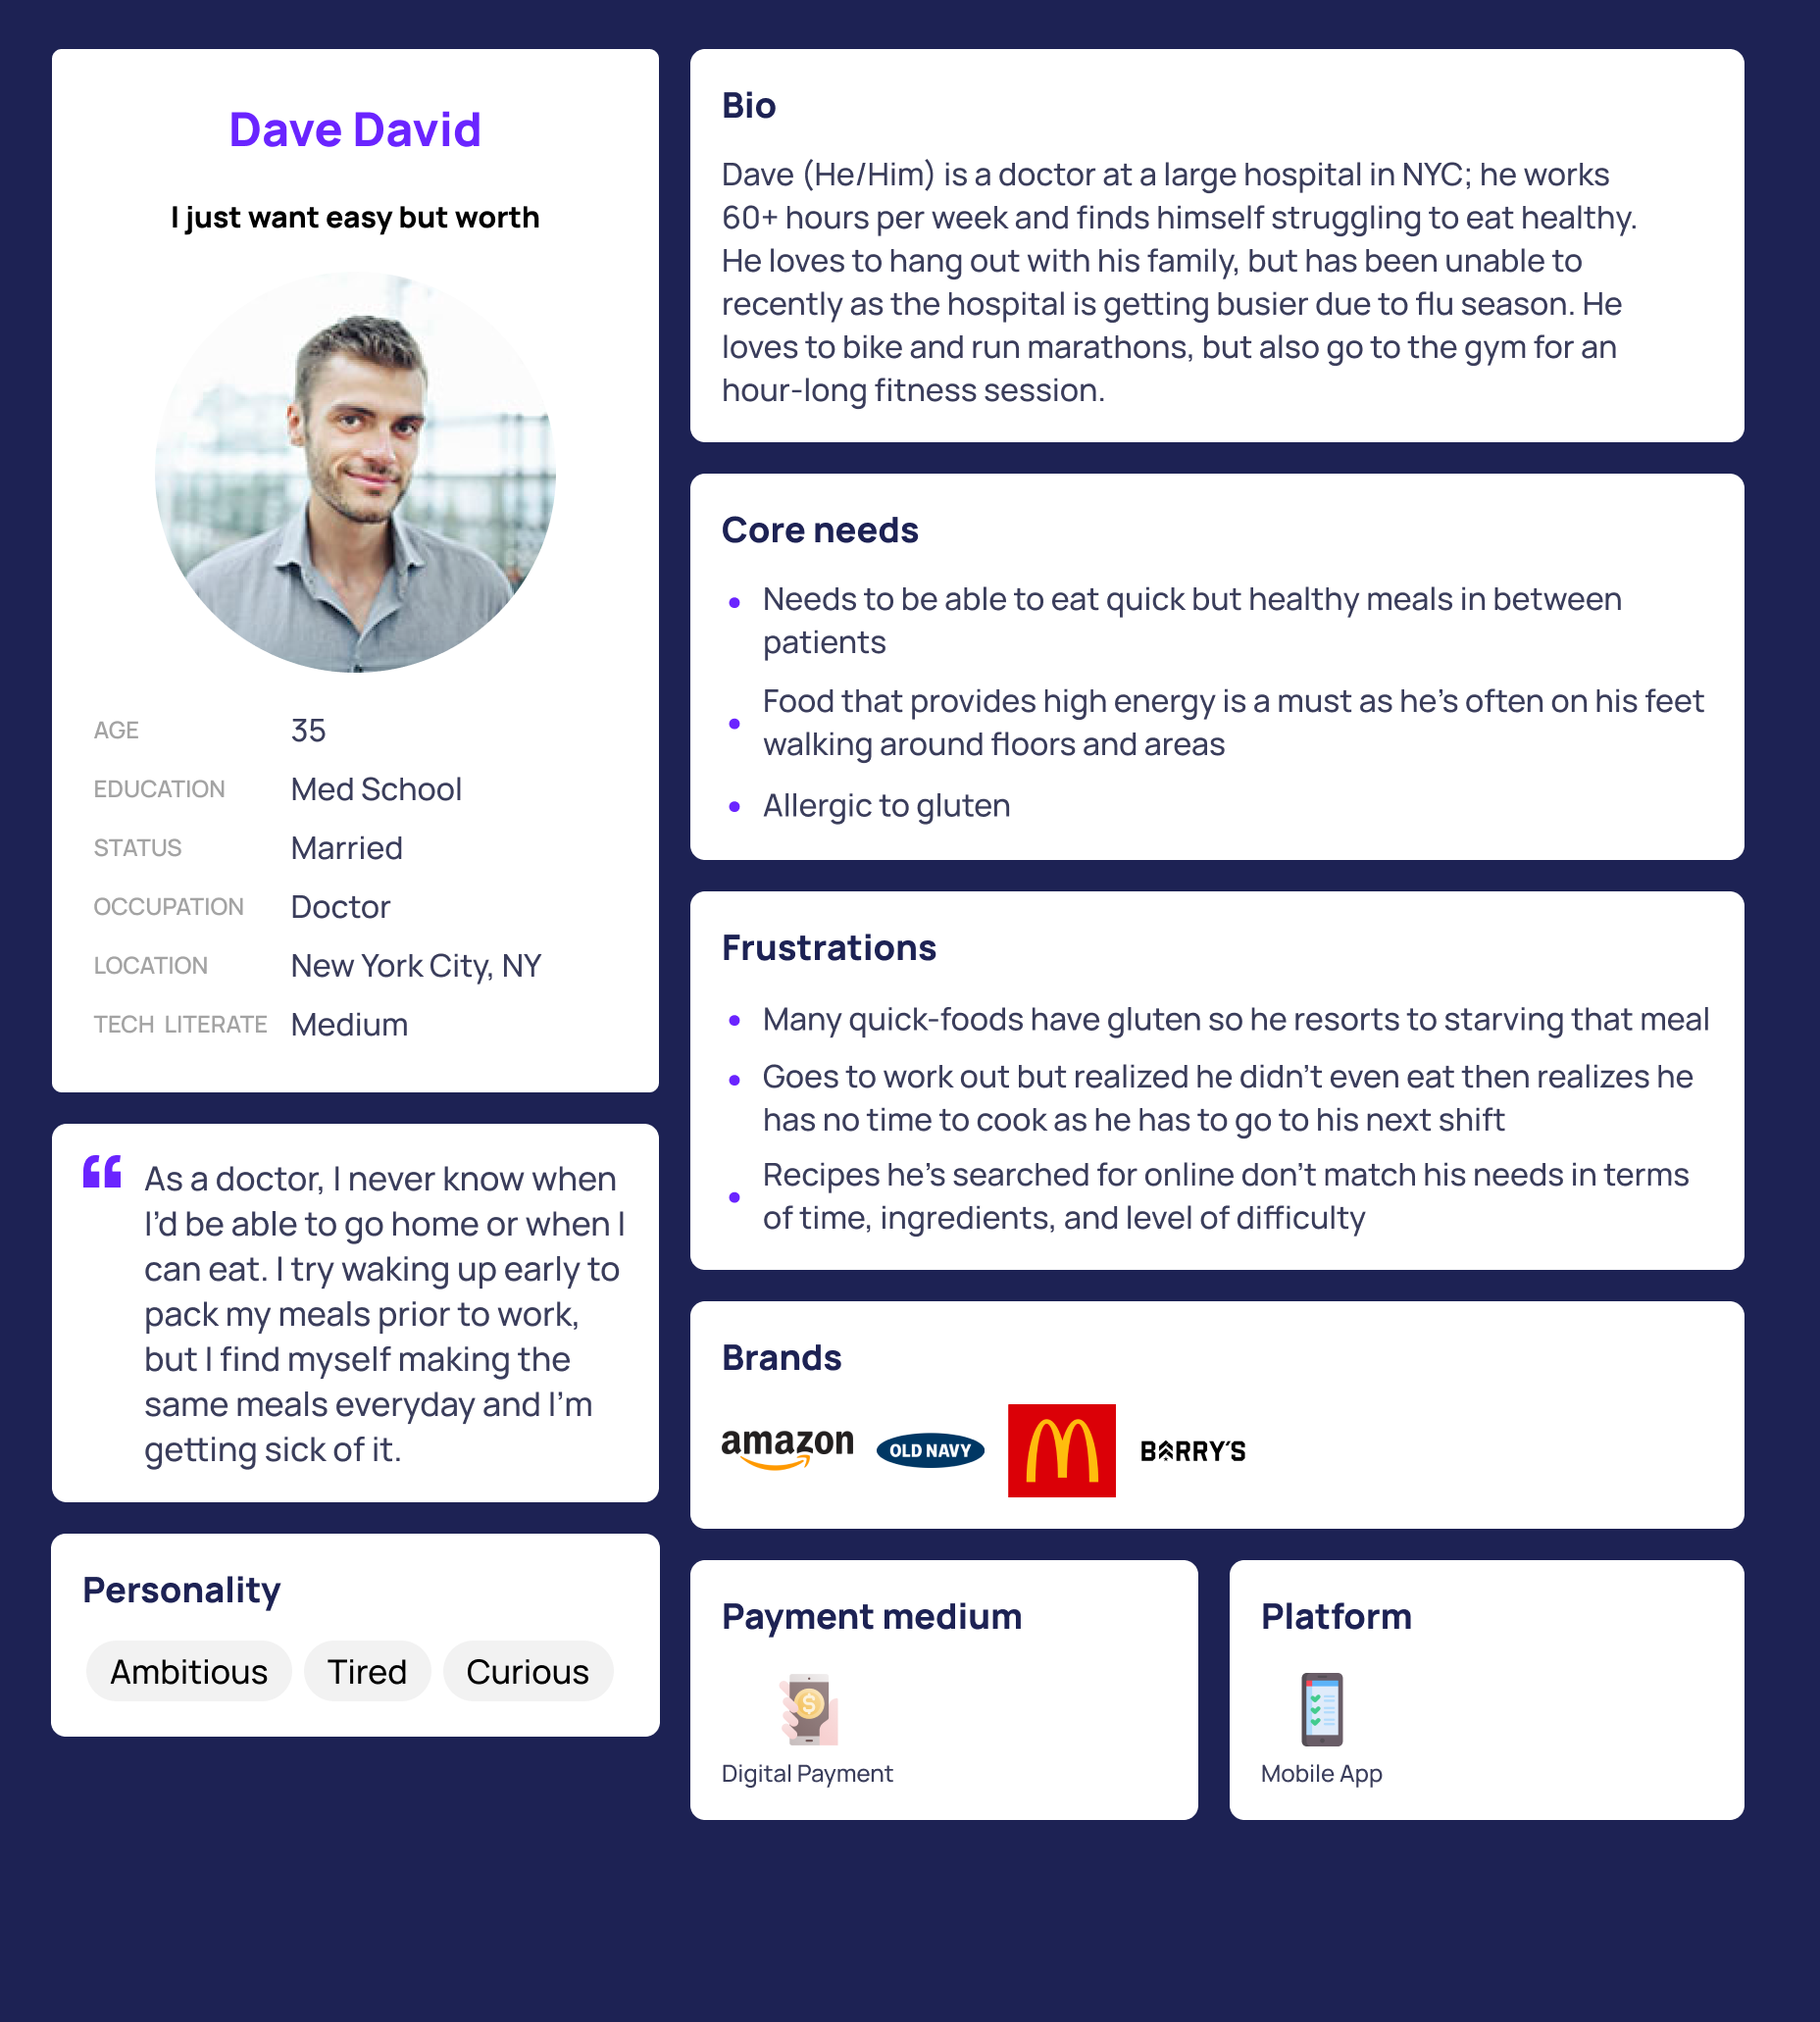 Dave David
I just want easy but worth
AGE 35
EDUCATION Med School
STATUS Married
OCCUPATION Doctor
LOCATION New York City, NY
TECH LITERATE Medium
As a doctor, I never know when
I'd be able to go home or when I
can eat. I try waking up early to
pack my meals prior to work,
but I find myself making the
same meals everyday and I'm
getting sick of it.
Personality
Ambitious Tired Curious
Bio
Dave (He/Him) is a doctor at a large hospital in NYC; he works
60+ hours per week and finds himself struggling to eat healthy.
He loves to hang out with his family, but has been unable to
recently as the hospital is getting busier due to flu season. He
loves to bike and run marathons, but also go to the gym for an
hour-long fitness session.
Core needs
Needs to be able to eat quick but healthy meals in between
patients
Food that provides high energy is a must as he's often on his feet
walking around floors and areas
Allergic to gluten
Frustrations
Many quick-foods have gluten so he resorts to starving that meal
Goes to work out but realized he didn't even eat then realizes he
has no time to cook as he has to go to his next shift
Recipes he's searched for online don't match his needs in terms
of time, ingredients, and level of difficulty
Brands
amazon OLD NAVY M BARRY'S
Payment medium
$
Digital Payment
Platform
Mobile App